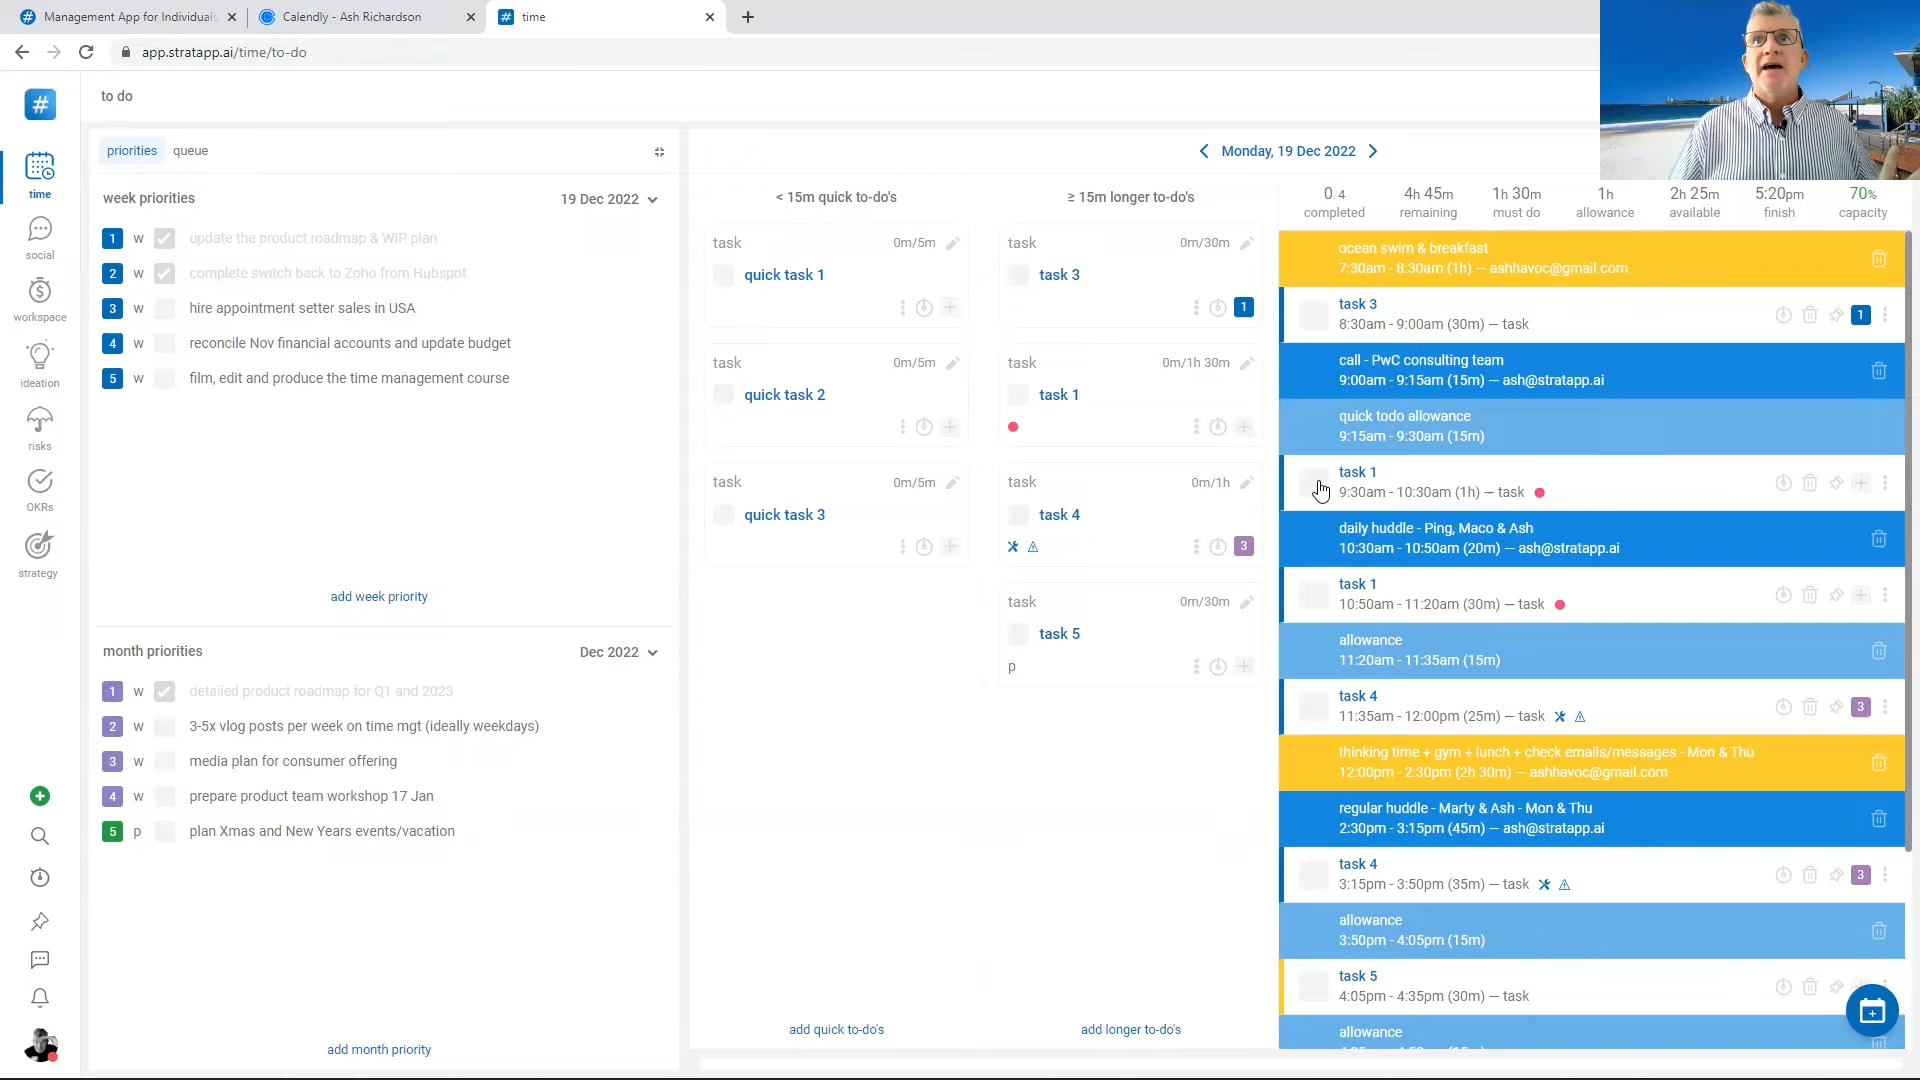 Management App for Individuals
Calendly - Ash Richardson
time
app.stratapp.ai/time/to-do
#
to do
time
social
workspace
ideation
risks
OKRs
strategy
priorities
queue
week priorities
19 Dec 2022
1 w update the product roadmap & WIP plan
2 w complete switch back to Zoho from Hubspot
3 w hire appointment setter sales in USA
4 w reconcile Nov financial accounts and update budget
5 w film, edit and produce the time management course
add week priority
month priorities
Dec 2022
1 w detailed product roadmap for Q1 and 2023
2 w 3-5x vlog posts per week on time mgt (ideally weekdays)
3 w media plan for consumer offering
4 w prepare product team workshop 17 Jan
5 p plan Xmas and New Years events/vacation
add month priority
Monday, 19 Dec 2022
< 15m quick to-do's
task 0m/5m
quick task 1
task 0m/5m
quick task 2
task 0m/5m
quick task 3
add quick to-do's
≥ 15m longer to-do's
task 0m/30m
task 3
1
task 0m/1h 30m
task 1
task 0m/1h
task 4
3
task 0m/30m
task 5
p
add longer to-do's
0/4 4h 45m 1h 30m 1h 2h 25m 5:20pm 70%
completed remaining must do allowance available finish capacity
ocean swim & breakfast
7:30am - 8:30am (1h) — ashhavoc@gmail.com
task 3
8:30am - 9:00am (30m) — task
1
call - PwC consulting team
9:00am - 9:15am (15m) — ash@stratapp.ai
quick todo allowance
9:15am - 9:30am (15m)
task 1
9:30am - 10:30am (1h) — task
daily huddle - Ping, Maco & Ash
10:30am - 10:50am (20m) — ash@stratapp.ai
task 1
10:50am - 11:20am (30m) — task
allowance
11:20am - 11:35am (15m)
task 4
11:35am - 12:00pm (25m) — task
3
thinking time + gym + lunch + check emails/messages - Mon & Thu
12:00pm - 2:30pm (2h 30m) — ashhavoc@gmail.com
regular huddle - Marty & Ash - Mon & Thu
2:30pm - 3:15pm (45m) — ash@stratapp.ai
task 4
3:15pm - 3:50pm (35m) — task
3
allowance
3:50pm - 4:05pm (15m)
task 5
4:05pm - 4:35pm (30m) — task
allowance